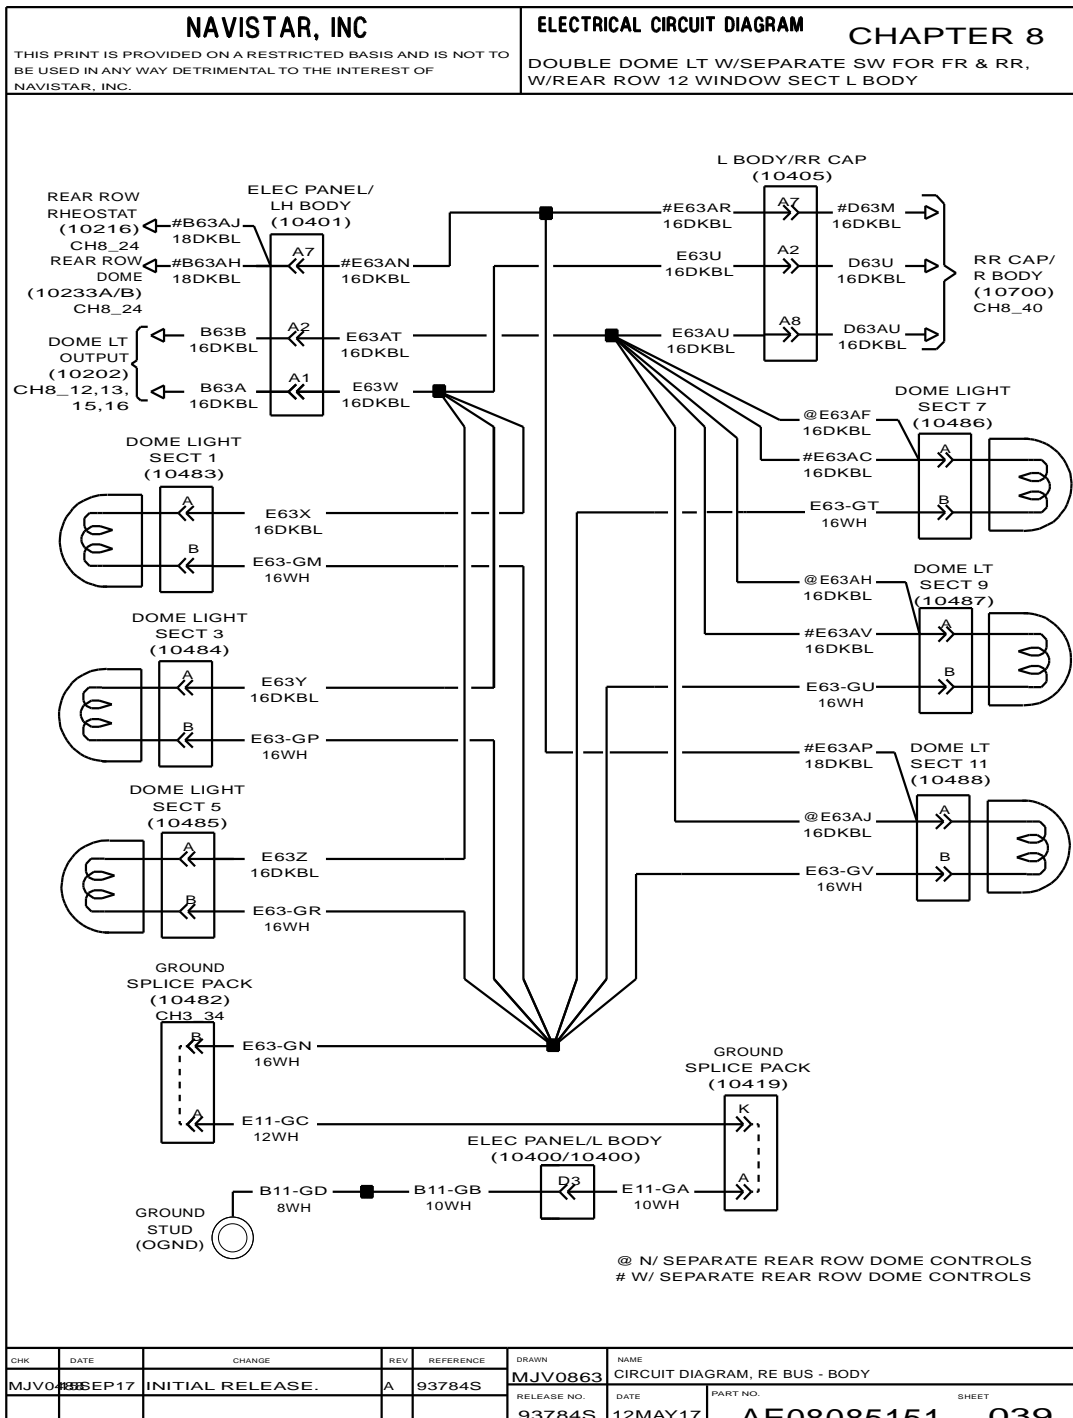 NAVISTAR, INC
THIS PRINT IS PROVIDED ON A RESTRICTED BASIS AND IS NOT TO
BE USED IN ANY WAY DETRIMENTAL TO THE INTEREST OF
NAVISTAR, INC.
ELECTRICAL CIRCUIT DIAGRAM
CHAPTER 8
DOUBLE DOME LT W/SEPARATE SW FOR FR & RR,
W/REAR ROW 12 WINDOW SECT L BODY
REAR ROW
RHEOSTAT
(10216)
CH8_24
REAR ROW
DOME
(10233A/B)
CH8_24
DOME LT
OUTPUT
(10202)
CH8_12,13,
15,16
#B63AJ
18DKBL
#B63AH
18DKBL
B63B
16DKBL
B63A
16DKBL
ELEC PANEL/
LH BODY
(10401)
A7
A2
A1
#E63AN
16DKBL
E63AT
16DKBL
E63W
16DKBL
L BODY/RR CAP
(10405)
#E63AR
16DKBL
E63U
16DKBL
E63AU
16DKBL
A7
A2
A8
#D63M
16DKBL
D63U
16DKBL
D63AU
16DKBL
RR CAP/
R BODY
(10700)
CH8_40
DOME LIGHT
SECT 1
(10483)
A
B
E63X
16DKBL
E63-GM
16WH
DOME LIGHT
SECT 3
(10484)
A
B
E63Y
16DKBL
E63-GP
16WH
DOME LIGHT
SECT 5
(10485)
A
B
E63Z
16DKBL
E63-GR
16WH
DOME LIGHT
SECT 7
(10486)
@E63AF
16DKBL
#E63AC
16DKBL
E63-GT
16WH
A
B
DOME LT
SECT 9
(10487)
@E63AH
16DKBL
#E63AV
16DKBL
E63-GU
16WH
A
B
DOME LT
SECT 11
(10488)
#E63AP
18DKBL
@E63AJ
16DKBL
E63-GV
16WH
A
B
GROUND
SPLICE PACK
(10482)
CH3_34
B
A
E63-GN
16WH
E11-GC
12WH
GROUND
SPLICE PACK
(10419)
K
A
ELEC PANEL/L BODY
(10400/10400)
D3
B11-GD
8WH
B11-GB
10WH
E11-GA
10WH
GROUND
STUD
(OGND)
@ N/ SEPARATE REAR ROW DOME CONTROLS
# W/ SEPARATE REAR ROW DOME CONTROLS
CHK DATE CHANGE REV REFERENCE
INITIAL RELEASE. A 93784S
DRAWN
MJV0863
NAME
CIRCUIT DIAGRAM, RE BUS - BODY
RELEASE NO.
93784S
DATE
12MAY17
PART NO.
AE08085151
SHEET
039